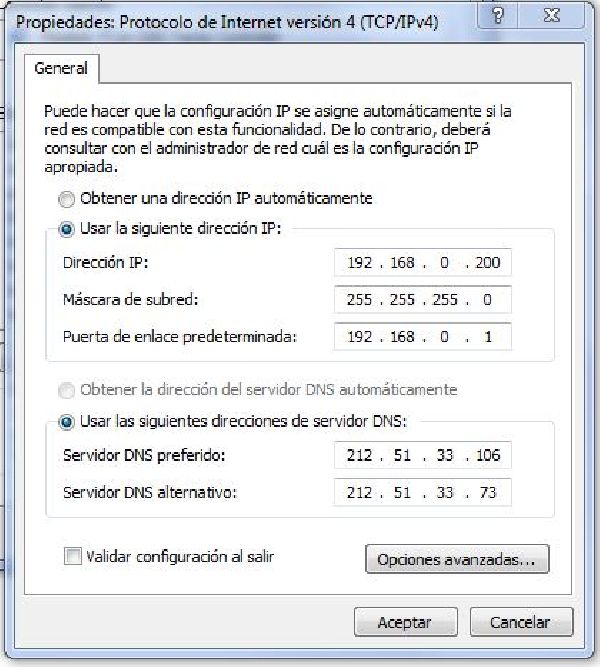 Propiedades: Protocolo de Internet versión 4 (TCP/IPv4)
?
General
Puede hacer que la configuración IP se asigne automáticamente si la
red es compatible con esta funcionalidad. De lo contrario, deberá
consultar con el administrador de red cuál es la configuración IP
apropiada.
Obtener una dirección IP automáticamente
Usar la siguiente dirección IP:
Dirección IP: 192 . 168 . 0 . 200
Máscara de subred: 255 . 255 . 255 . 0
Puerta de enlace predeterminada: 192 . 168 . 0 . 1
Obtener la dirección del servidor DNS automáticamente
Usar las siguientes direcciones de servidor DNS:
Servidor DNS preferido: 212 . 51 . 33 . 106
Servidor DNS alternativo: 212 . 51 . 33 . 73
Validar configuración al salir
Opciones avanzadas...
Aceptar
Cancelar